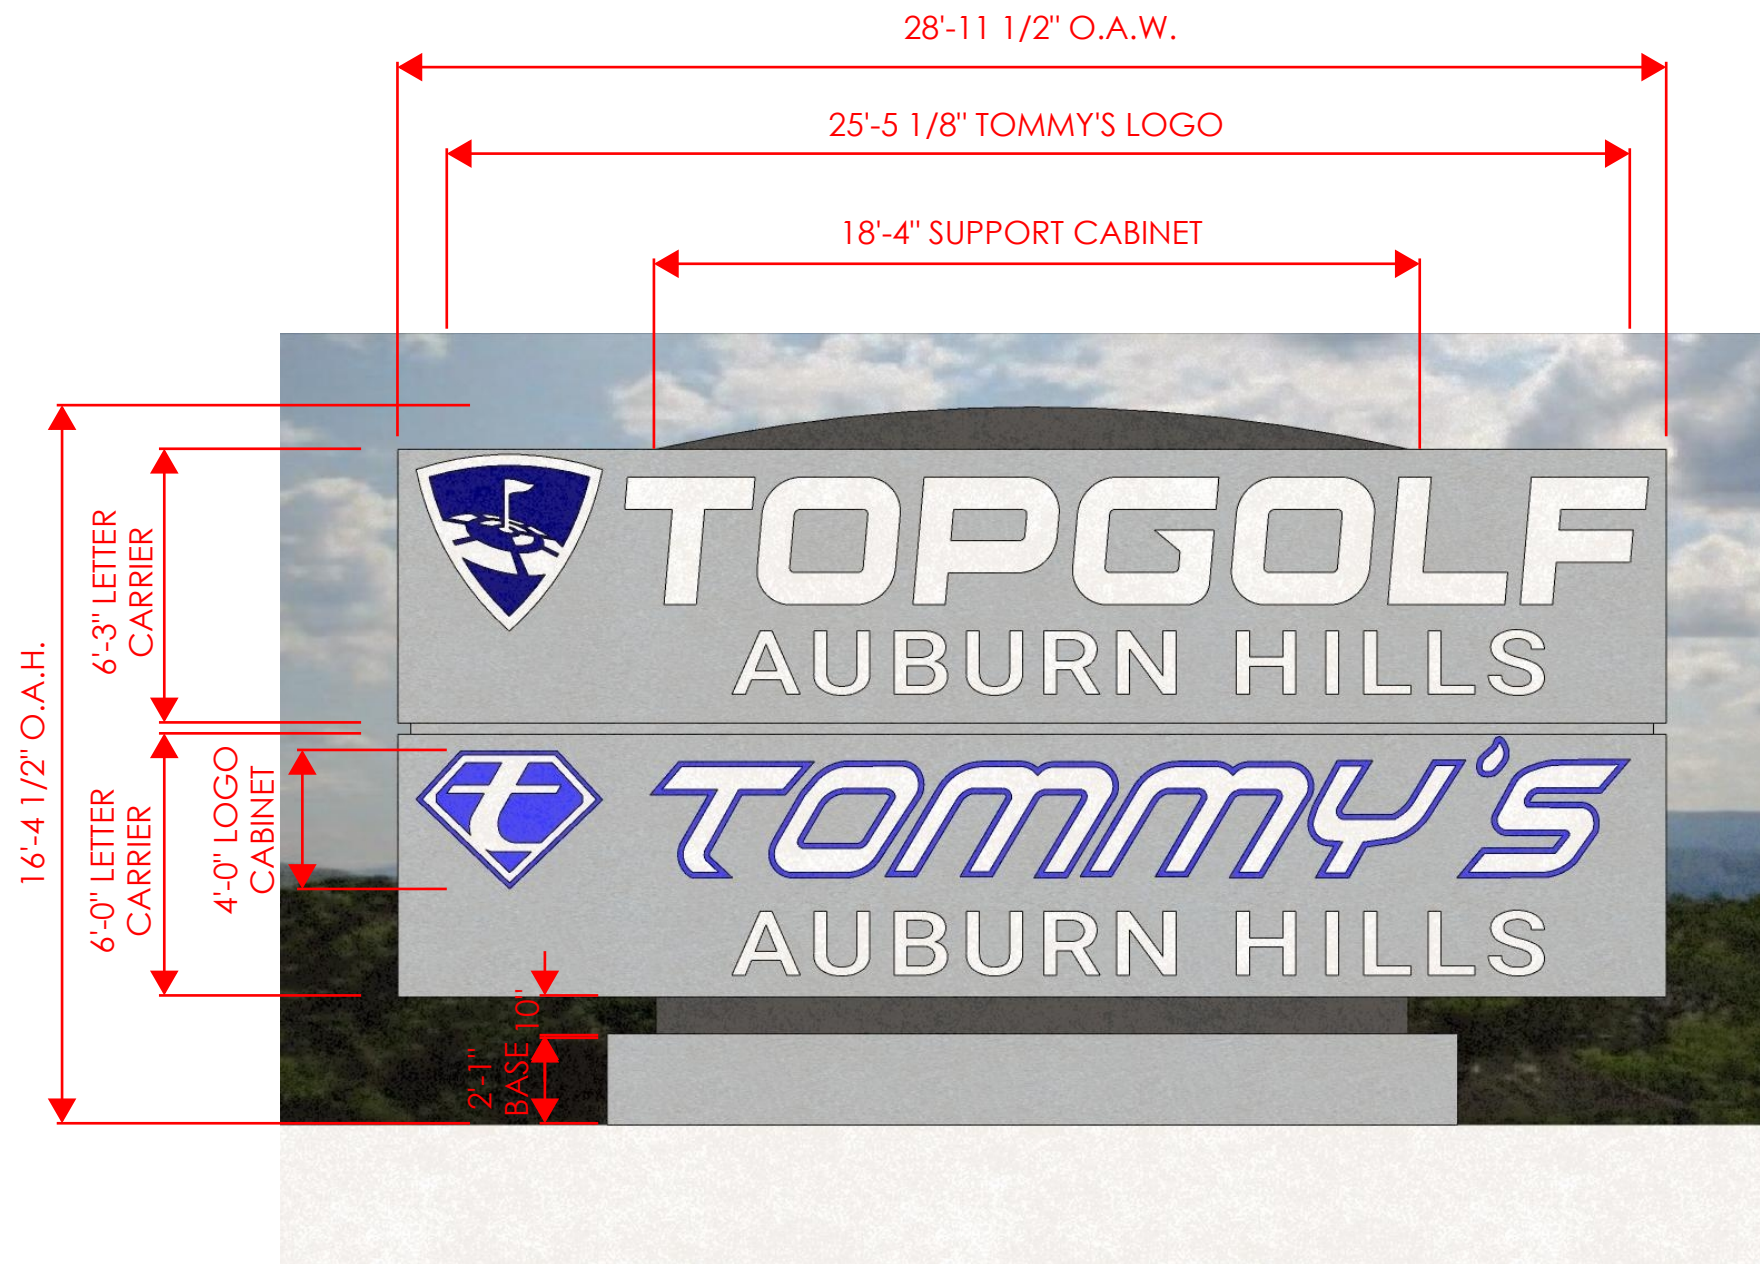 28'-11 1/2" O.A.W.
25'-5 1/8" TOMMY'S LOGO
18'-4" SUPPORT CABINET
16'-4 1/2" O.A.H.
6'-3" LETTER
CARRIER
6'-0" LETTER
CARRIER
4'-0" LOGO
CABINET
TOPGOLF
AUBURN HILLS
t
TOMMY'S
AUBURN HILLS
10"
2'-1"
BASE